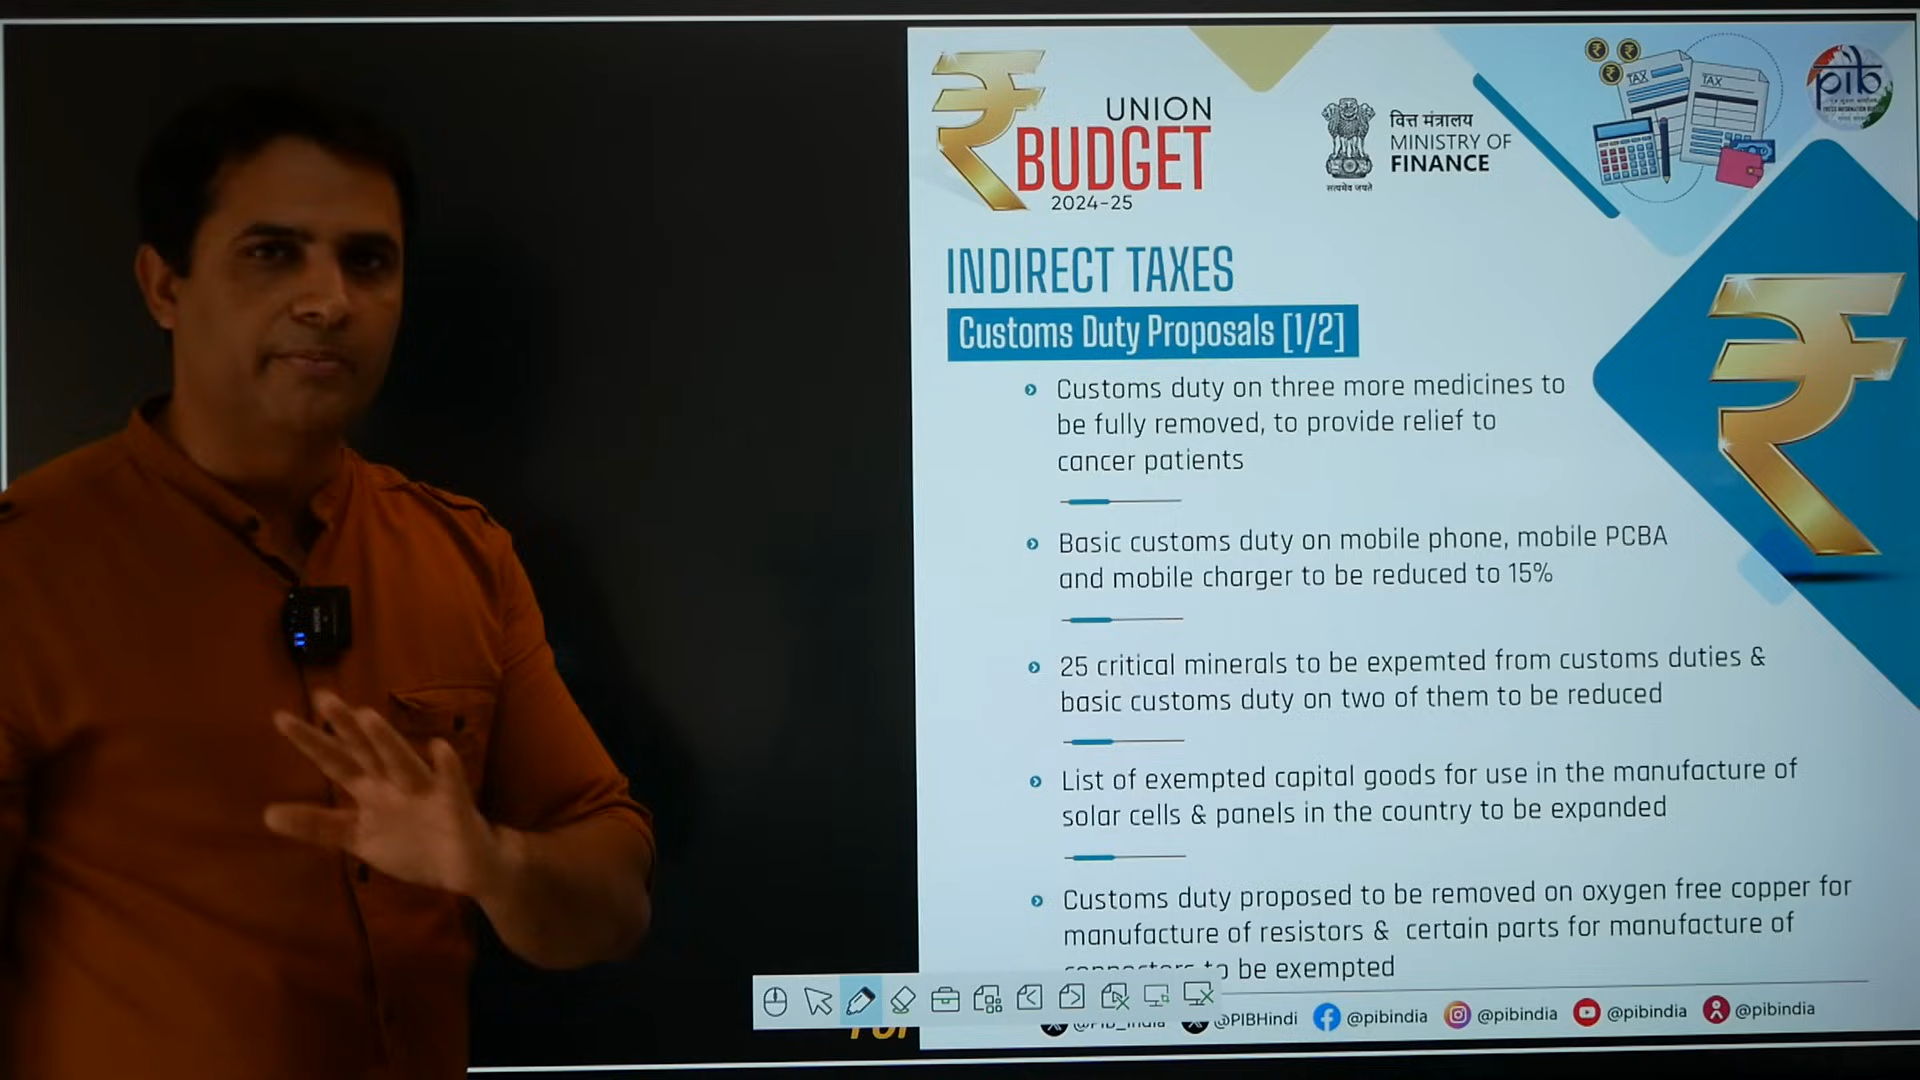 UNION
BUDGET
2024-25
वित्त मंत्रालय
MINISTRY OF
FINANCE
सत्यमेव जयते
TAX
TAX
pib
INDIRECT TAXES
Customs Duty Proposals [1/2]
Customs duty on three more medicines to
be fully removed, to provide relief to
cancer patients
Basic customs duty on mobile phone, mobile PCBA
and mobile charger to be reduced to 15%
25 critical minerals to be expemted from customs duties &
basic customs duty on two of them to be reduced
List of exempted capital goods for use in the manufacture of
solar cells & panels in the country to be expanded
Customs duty proposed to be removed on oxygen free copper for
manufacture of resistors & certain parts for manufacture of
be exempted
@PIBHindi @pibindia @pibindia @pibindia @pibindia